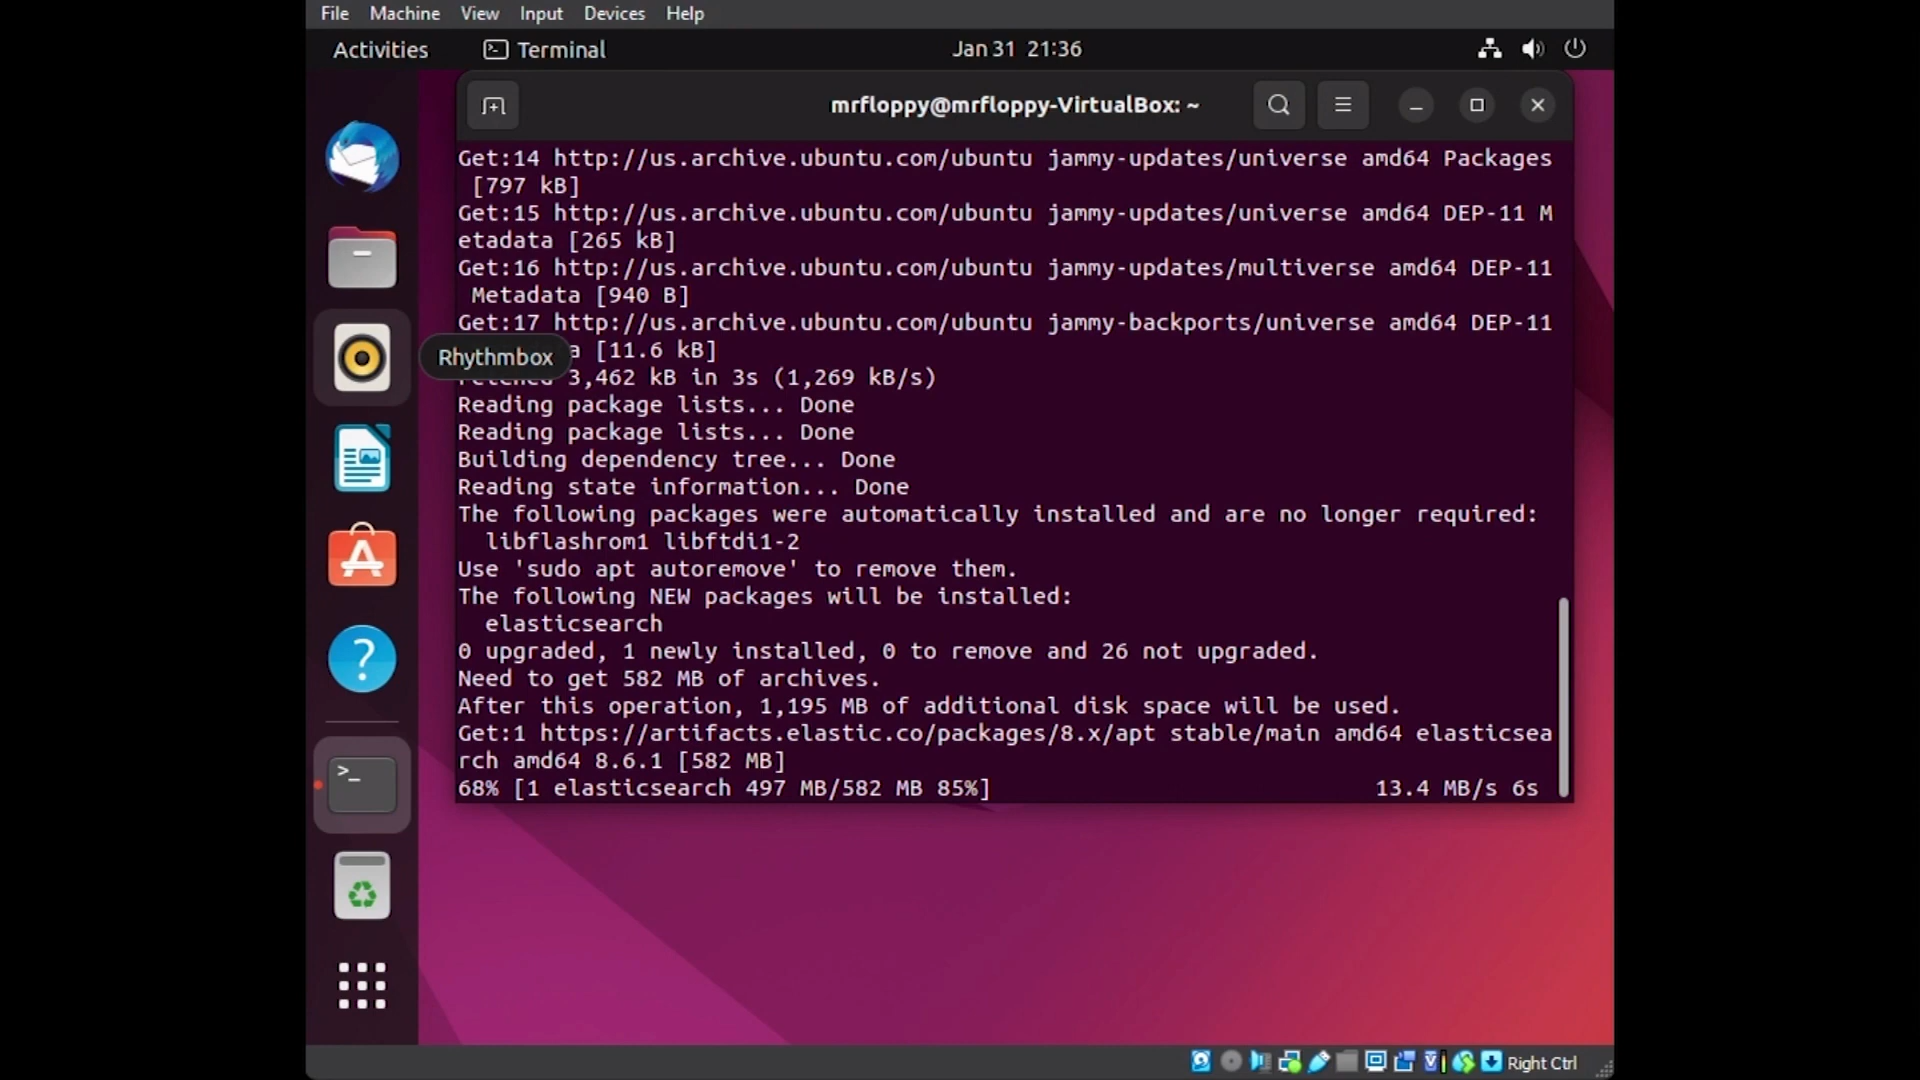 File Machine View Input Devices Help
Activities Terminal Jan 31 21:36
mrfloppy@mrfloppy-VirtualBox: ~
Get:14 http://us.archive.ubuntu.com/ubuntu jammy-updates/universe amd64 Packages
[797 kB]
Get:15 http://us.archive.ubuntu.com/ubuntu jammy-updates/universe amd64 DEP-11 M
etadata [265 kB]
Get:16 http://us.archive.ubuntu.com/ubuntu jammy-updates/multiverse amd64 DEP-11
Metadata [940 B]
Get:17 http://us.archive.ubuntu.com/ubuntu jammy-backports/universe amd64 DEP-11
Rhythmbox
a [11.6 kB]
Fetched 3,462 kB in 3s (1,269 kB/s)
Reading package lists... Done
Reading package lists... Done
Building dependency tree... Done
Reading state information... Done
The following packages were automatically installed and are no longer required:
libflashrom1 libftdi1-2
Use 'sudo apt autoremove' to remove them.
The following NEW packages will be installed:
elasticsearch
0 upgraded, 1 newly installed, 0 to remove and 26 not upgraded.
Need to get 582 MB of archives.
After this operation, 1,195 MB of additional disk space will be used.
Get:1 https://artifacts.elastic.co/packages/8.x/apt stable/main amd64 elasticsea
rch amd64 8.6.1 [582 MB]
68% [1 elasticsearch 497 MB/582 MB 85%] 13.4 MB/s 6s
Right Ctrl